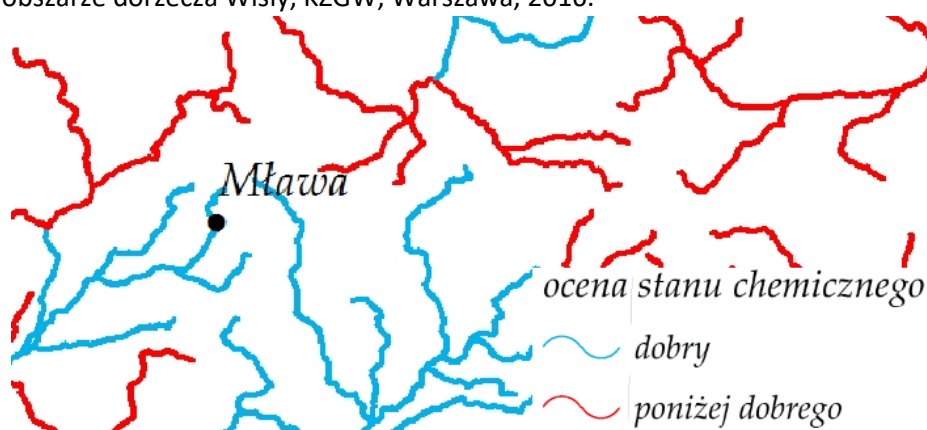 obszarze dorzecza Wisły, KZGW, Warszawa, 2016.
Mława
ocena stanu chemicznego
dobry
poniżej dobrego